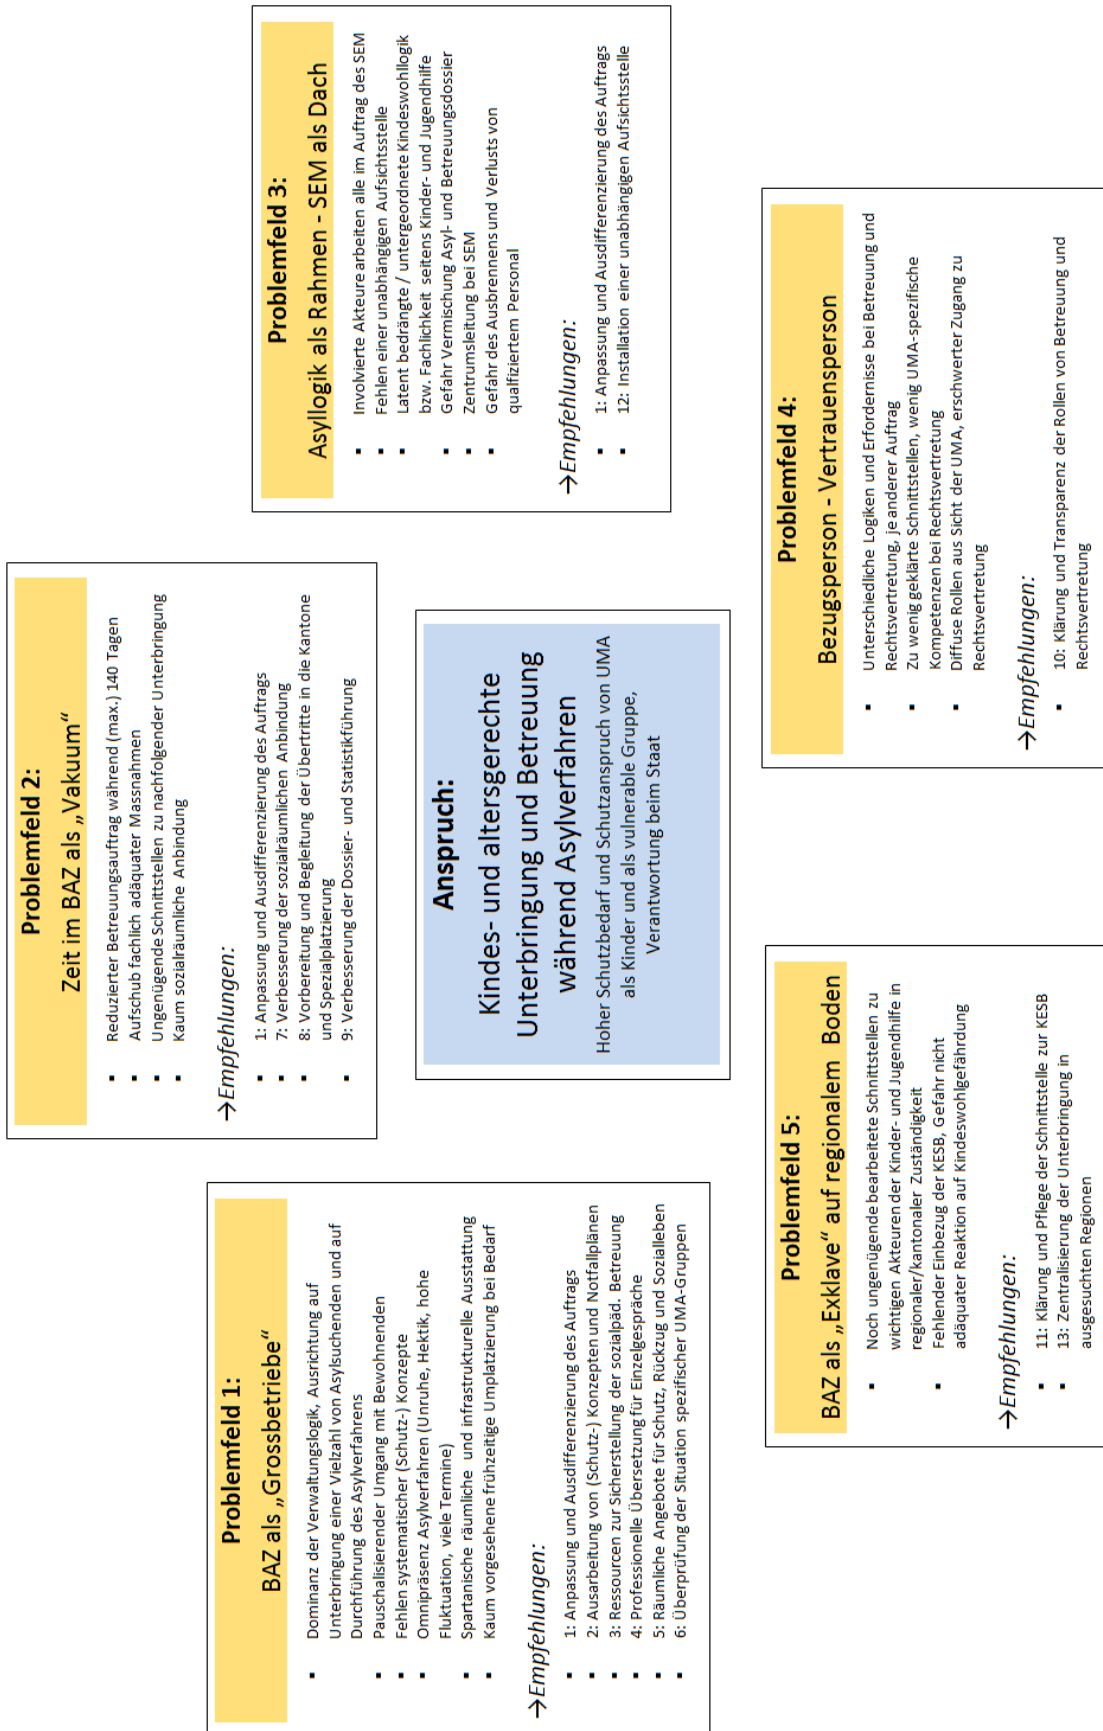 Problemfeld 1:
BAZ als „Grossbetriebe“
▪ Dominanz der Verwaltungslogik, Ausrichtung auf
Unterbringung einer Vielzahl von Asylsuchenden und auf
Durchführung des Asylverfahrens
▪ Pauschalisierender Umgang mit Bewohnenden
▪ Fehlen systematischer (Schutz-) Konzepte
▪ Omnipräsenz Asylverfahren (Unruhe, Hektik, hohe
Fluktuation, viele Termine)
▪ Spartanische räumliche und infrastrukturelle Ausstattung
▪ Kaum vorgesehene frühzeitige Umplatzierung bei Bedarf
→Empfehlungen:
▪ 1: Anpassung und Ausdifferenzierung des Auftrags
▪ 2: Ausarbeitung von (Schutz-) Konzepten und Notfallplänen
▪ 3: Ressourcen zur Sicherstellung der sozialpäd. Betreuung
▪ 4: Professionelle Übersetzung für Einzelgespräche
▪ 5: Räumliche Angebote für Schutz, Rückzug und Sozialleben
▪ 6: Überprüfung der Situation spezifischer UMA-Gruppen
Problemfeld 2:
Zeit im BAZ als „Vakuum“
▪ Reduzierter Betreuungsauftrag während (max.) 140 Tagen
▪ Aufschub fachlich adäquater Massnahmen
▪ Ungenügende Schnittstellen zu nachfolgender Unterbringung
▪ Kaum sozialräumliche Anbindung
→Empfehlungen:
▪ 1: Anpassung und Ausdifferenzierung des Auftrags
▪ 7: Verbesserung der sozialräumlichen Anbindung
▪ 8: Vorbereitung und Begleitung der Übertritte in die Kantone
und Spezialplatzierung
▪ 9: Verbesserung der Dossier- und Statistikführung
Problemfeld 3:
Asyllogik als Rahmen - SEM als Dach
▪ Involvierte Akteure arbeiten alle im Auftrag des SEM
▪ Fehlen einer unabhängigen Aufsichtsstelle
▪ Latent bedrängte / untergeordnete Kindeswohllogik
bzw. Fachlichkeit seitens Kinder- und Jugendhilfe
▪ Gefahr Vermischung Asyl- und Betreuungsdossier
▪ Zentrumsleitung bei SEM
▪ Gefahr des Ausbrennens und Verlusts von
qualfiziertem Personal
→Empfehlungen:
▪ 1: Anpassung und Ausdifferenzierung des Auftrags
▪ 12: Installation einer unabhängigen Aufsichtsstelle
Anspruch:
Kindes- und altersgerechte
Unterbringung und Betreuung
während Asylverfahren
Hoher Schutzbedarf und Schutzanspruch von UMA
als Kinder und als vulnerable Gruppe,
Verantwortung beim Staat
Problemfeld 5:
BAZ als „Exklave“ auf regionalem Boden
▪ Noch ungenügende bearbeitete Schnittstellen zu
wichtigen Akteuren der Kinder- und Jugendhilfe in
regionaler/kantonaler Zuständigkeit
▪ Fehlender Einbezug der KESB, Gefahr nicht
adäquater Reaktion auf Kindeswohlgefährdung
→Empfehlungen:
▪ 11: Klärung und Pflege der Schnittstelle zur KESB
▪ 13: Zentralisierung der Unterbringung in
ausgesuchten Regionen
Problemfeld 4:
Bezugsperson - Vertrauensperson
▪ Unterschiedliche Logiken und Erfordernisse bei Betreuung und
Rechtsvertretung, je anderer Auftrag
▪ Zu wenig geklärte Schnittstellen, wenig UMA-spezifische
Kompetenzen bei Rechtsvertretung
▪ Diffuse Rollen aus Sicht der UMA, erschwerter Zugang zu
Rechtsvertretung
→Empfehlungen:
▪ 10: Klärung und Transparenz der Rollen von Betreuung und
Rechtsvertretung